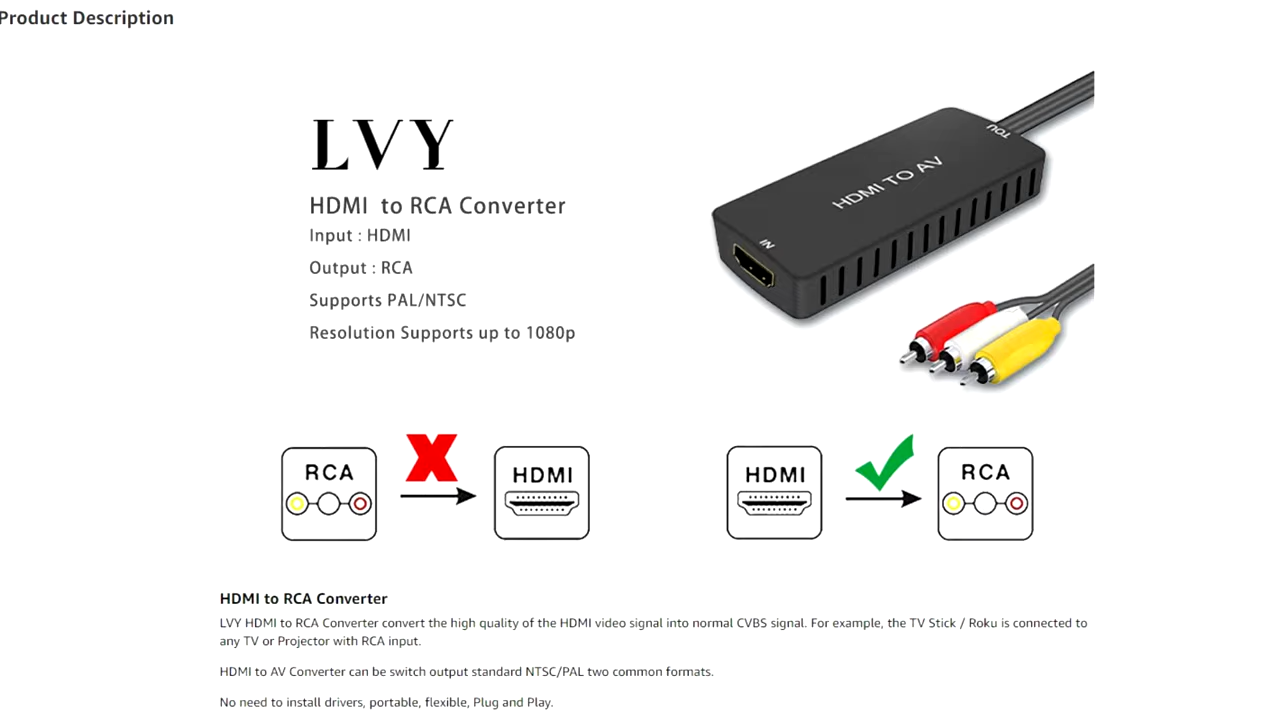 Product Description
LVY
HDMI to RCA Converter
Input : HDMI
Output : RCA
Supports PAL/NTSC
Resolution Supports up to 1080p
OUT
HDMI TO AV
IN
RCA
HDMI
HDMI
RCA
HDMI to RCA Converter
LVY HDMI to RCA Converter convert the high quality of the HDMI video signal into normal CVBS signal. For example, the TV Stick / Roku is connected to
any TV or Projector with RCA input.
HDMI to AV Converter can be switch output standard NTSC/PAL two common formats.
No need to install drivers, portable, flexible, Plug and Play.